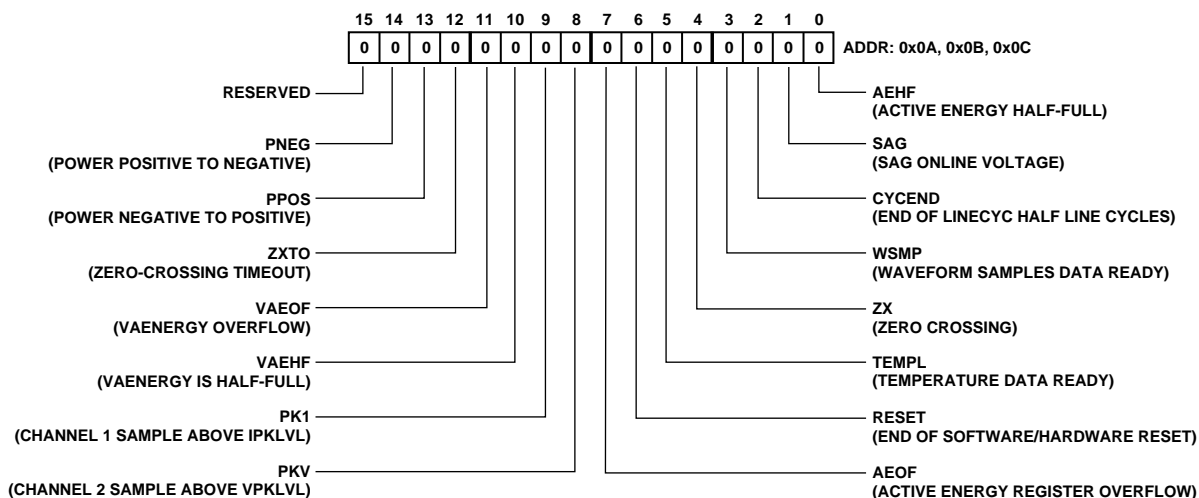 15 14 13 12 11 10 9 8 7 6 5 4 3 2 1 0
0 0 0 0 0 0 0 0 0 0 0 0 0 0 0 0 ADDR: 0x0A, 0x0B, 0x0C
RESERVED
PNEG
(POWER POSITIVE TO NEGATIVE)
PPOS
(POWER NEGATIVE TO POSITIVE)
ZXTO
(ZERO-CROSSING TIMEOUT)
VAEOF
(VAENERGY OVERFLOW)
VAEHF
(VAENERGY IS HALF-FULL)
PK1
(CHANNEL 1 SAMPLE ABOVE IPKLVL)
PKV
(CHANNEL 2 SAMPLE ABOVE VPKLVL)
AEHF
(ACTIVE ENERGY HALF-FULL)
SAG
(SAG ONLINE VOLTAGE)
CYCEND
(END OF LINECYC HALF LINE CYCLES)
WSMP
(WAVEFORM SAMPLES DATA READY)
ZX
(ZERO CROSSING)
TEMPL
(TEMPERATURE DATA READY)
RESET
(END OF SOFTWARE/HARDWARE RESET)
AEOF
(ACTIVE ENERGY REGISTER OVERFLOW)